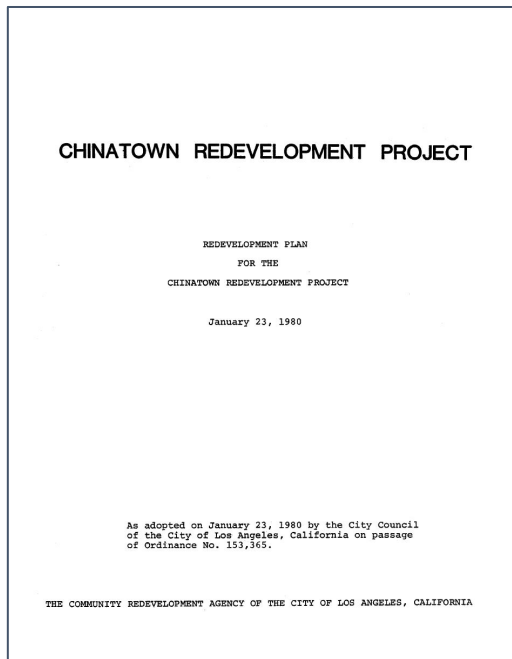 CHINATOWN REDEVELOPMENT PROJECT
REDEVELOPMENT PLAN
FOR THE
CHINATOWN REDEVELOPMENT PROJECT
January 23, 1980
As adopted on January 23, 1980 by the City Council
of the City of Los Angeles, California on passage
of Ordinance No. 153,365.
THE COMMUNITY REDEVELOPMENT AGENCY OF THE CITY OF LOS ANGELES, CALIFORNIA